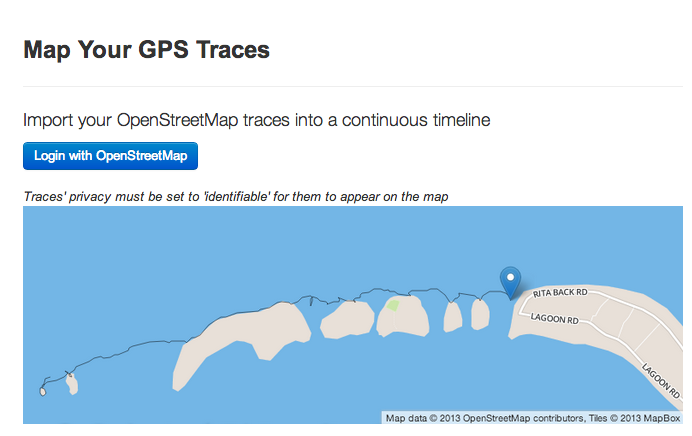 Map Your GPS Traces
Import your OpenStreetMap traces into a continuous timeline
Login with OpenStreetMap
Traces' privacy must be set to 'identifiable' for them to appear on the map
RITA BACK RD
LAGOON RD
LAGOON RD
Map data © 2013 OpenStreetMap contributors, Tiles © 2013 MapBox